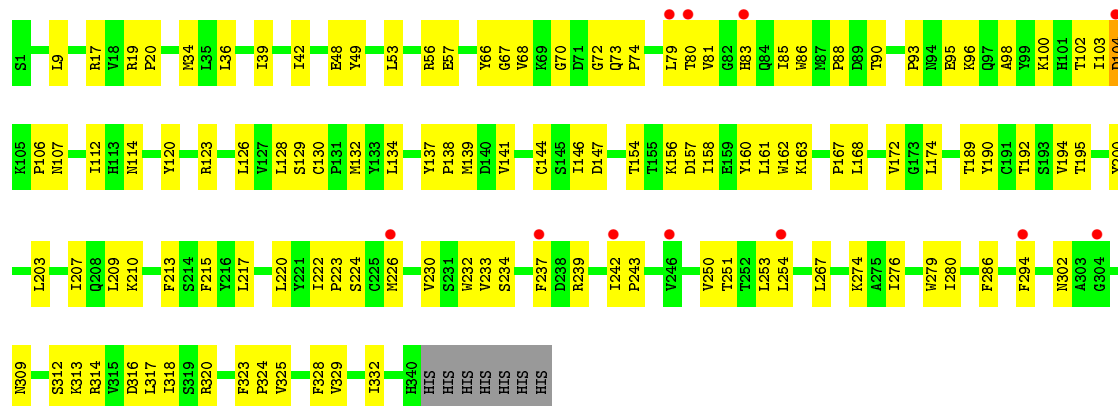 S1 L9 R17 V18 R19 P20 M34 L35 L36 I39 I42 E48 Y49 L53 R56 E57 Y66 G67 V68 K69 G70 D71 G72 Q73 P74 L79 T80 V81 G82 H83 Q84 I85 W86 M87 P88 D89 T90 P93 N94 E95 K96 Q97 A98 Y99 K100 H101 T102 I103 D104
K105 P106 N107 I112 H113 N114 Y120 R123 L126 V127 L128 S129 C130 P131 M132 Y133 L134 Y137 P138 M139 D140 V141 C144 S145 I146 D147 T154 T155 K156 D157 I158 E159 Y160 L161 W162 K163 P167 L168 V172 G173 L174 T189 Y190 C191 T192 S193 V194 T195 Y200
L203 I207 Q208 L209 K210 F213 S214 F215 Y216 L217 L220 Y221 I222 P223 S224 C225 M226 V230 S231 W232 V233 S234 F237 D238 R239 I242 P243 V246 V250 T251 T252 L253 L254 L267 K274 A275 I276 W279 I280 F286 F294 N302 A303 G304
N309 S312 K313 R314 V315 D316 L317 I318 S319 R320 F323 P324 V325 F328 V329 I332 H340 HIS HIS HIS HIS HIS HIS HIS